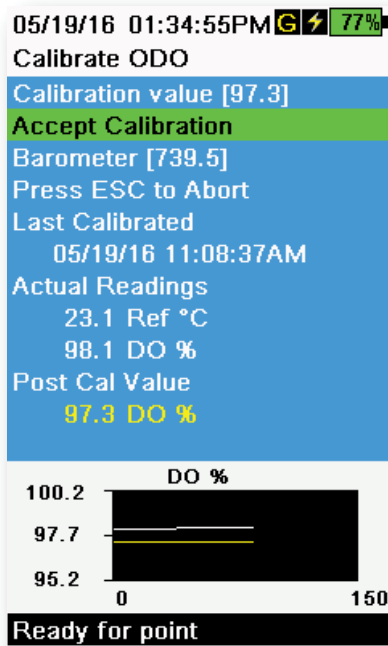 05/19/16 01:34:55PM G 77%
Calibrate ODO
Calibration value [97.3]
Accept Calibration
Barometer [739.5]
Press ESC to Abort
Last Calibrated
05/19/16 11:08:37AM
Actual Readings
23.1 Ref °C
98.1 DO %
Post Cal Value
97.3 DO %
DO %
100.2
97.7
95.2
0 150
Ready for point